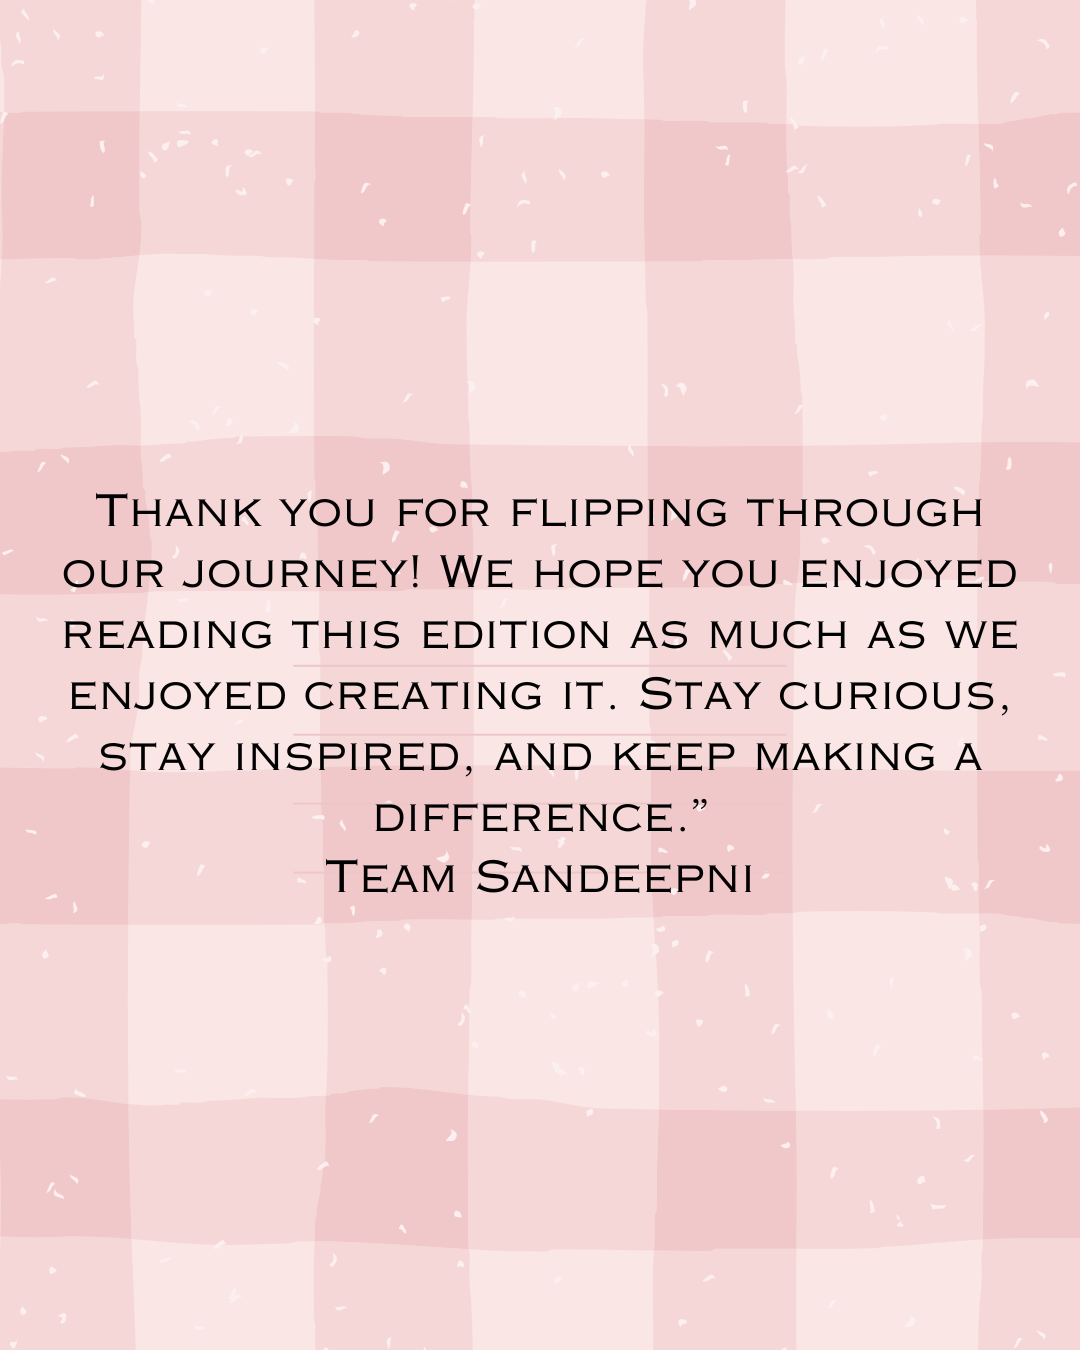 Thank you for flipping through
our journey! We hope you enjoyed
reading this edition as much as we
enjoyed creating it. Stay curious,
stay inspired, and keep making a
difference.”
Team Sandeepni